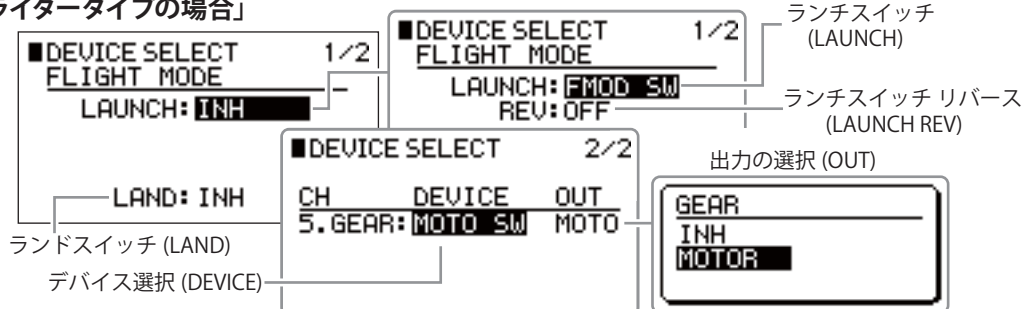 ライタータイプの場合」
■DEVICE SELECT 1/2
FLIGHT MODE
LAUNCH:INH
LAND:INH
■DEVICE SELECT 1/2
FLIGHT MODE
LAUNCH:FMOD SW
REV:OFF
ランチスイッチ
(LAUNCH)
ランチスイッチ リバース
(LAUNCH REV)
■DEVICE SELECT 2/2
CH DEVICE OUT
5.GEAR:MOTO SW MOTO
出力の選択 (OUT)
GEAR
INH
MOTOR
ランドスイッチ (LAND)
デバイス選択 (DEVICE)